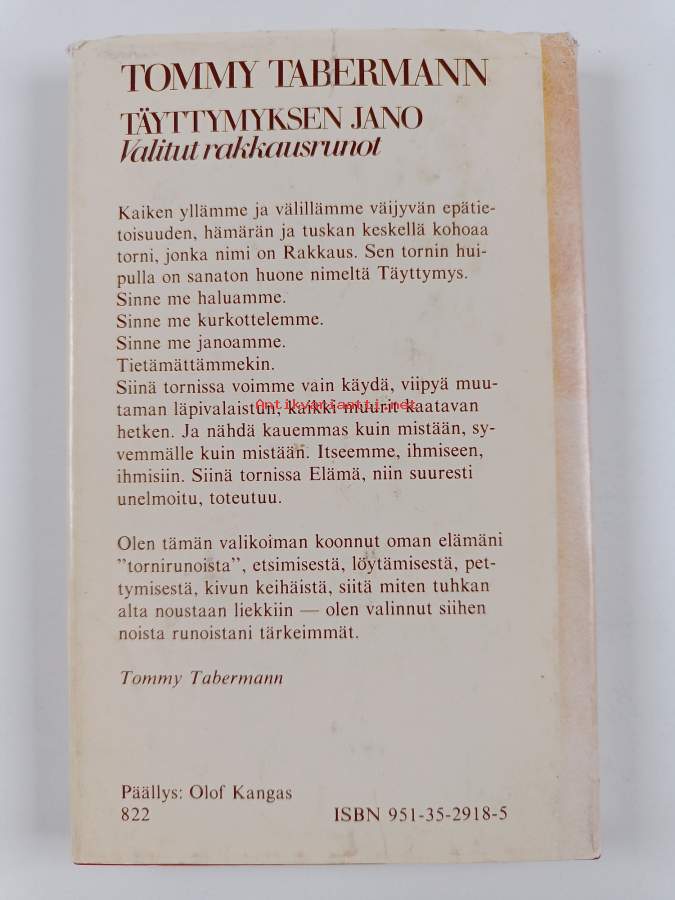 TOMMY TABERMANN
TÄYTTYMYKSEN JANO
Valitut rakkausrunot
Kaiken yllämme ja välillämme väijyvän epätie-
toisuuden, hämärän ja tuskan keskellä kohoaa
torni, jonka nimi on Rakkaus. Sen tornin hui-
pulla on sanaton huone nimeltä Täyttymys.
Sinne me haluamme.
Sinne me kurkottelemme.
Sinne me janoamme.
Tietämättämmekin.
Siinä tornissa voimme vain käydä, viipyä muu-
taman läpivalaistun, kaikki muurit kaatavan
Antikvariaatti.net
hetken. Ja nähdä kauemmas kuin mistään, sy-
vemmälle kuin mistään. Itseemme, ihmiseen,
ihmisiin. Siinä tornissa Elämä, niin suuresti
unelmoitu, toteutuu.
Olen tämän valikoiman koonnut oman elämäni
”tornirunoista”, etsimisestä, löytämisestä, pet-
tymisestä, kivun keihäistä, siitä miten tuhkan
alta noustaan liekkiin — olen valinnut siihen
noista runoistani tärkeimmät.
Tommy Tabermann
Päällys: Olof Kangas
822 ISBN 951-35-2918-5